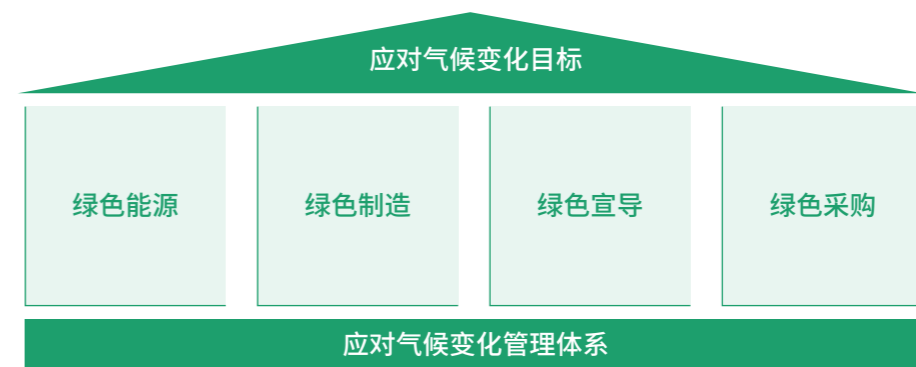 应对气候变化目标
绿色能源
绿色制造
绿色宣导
绿色采购
应对气候变化管理体系